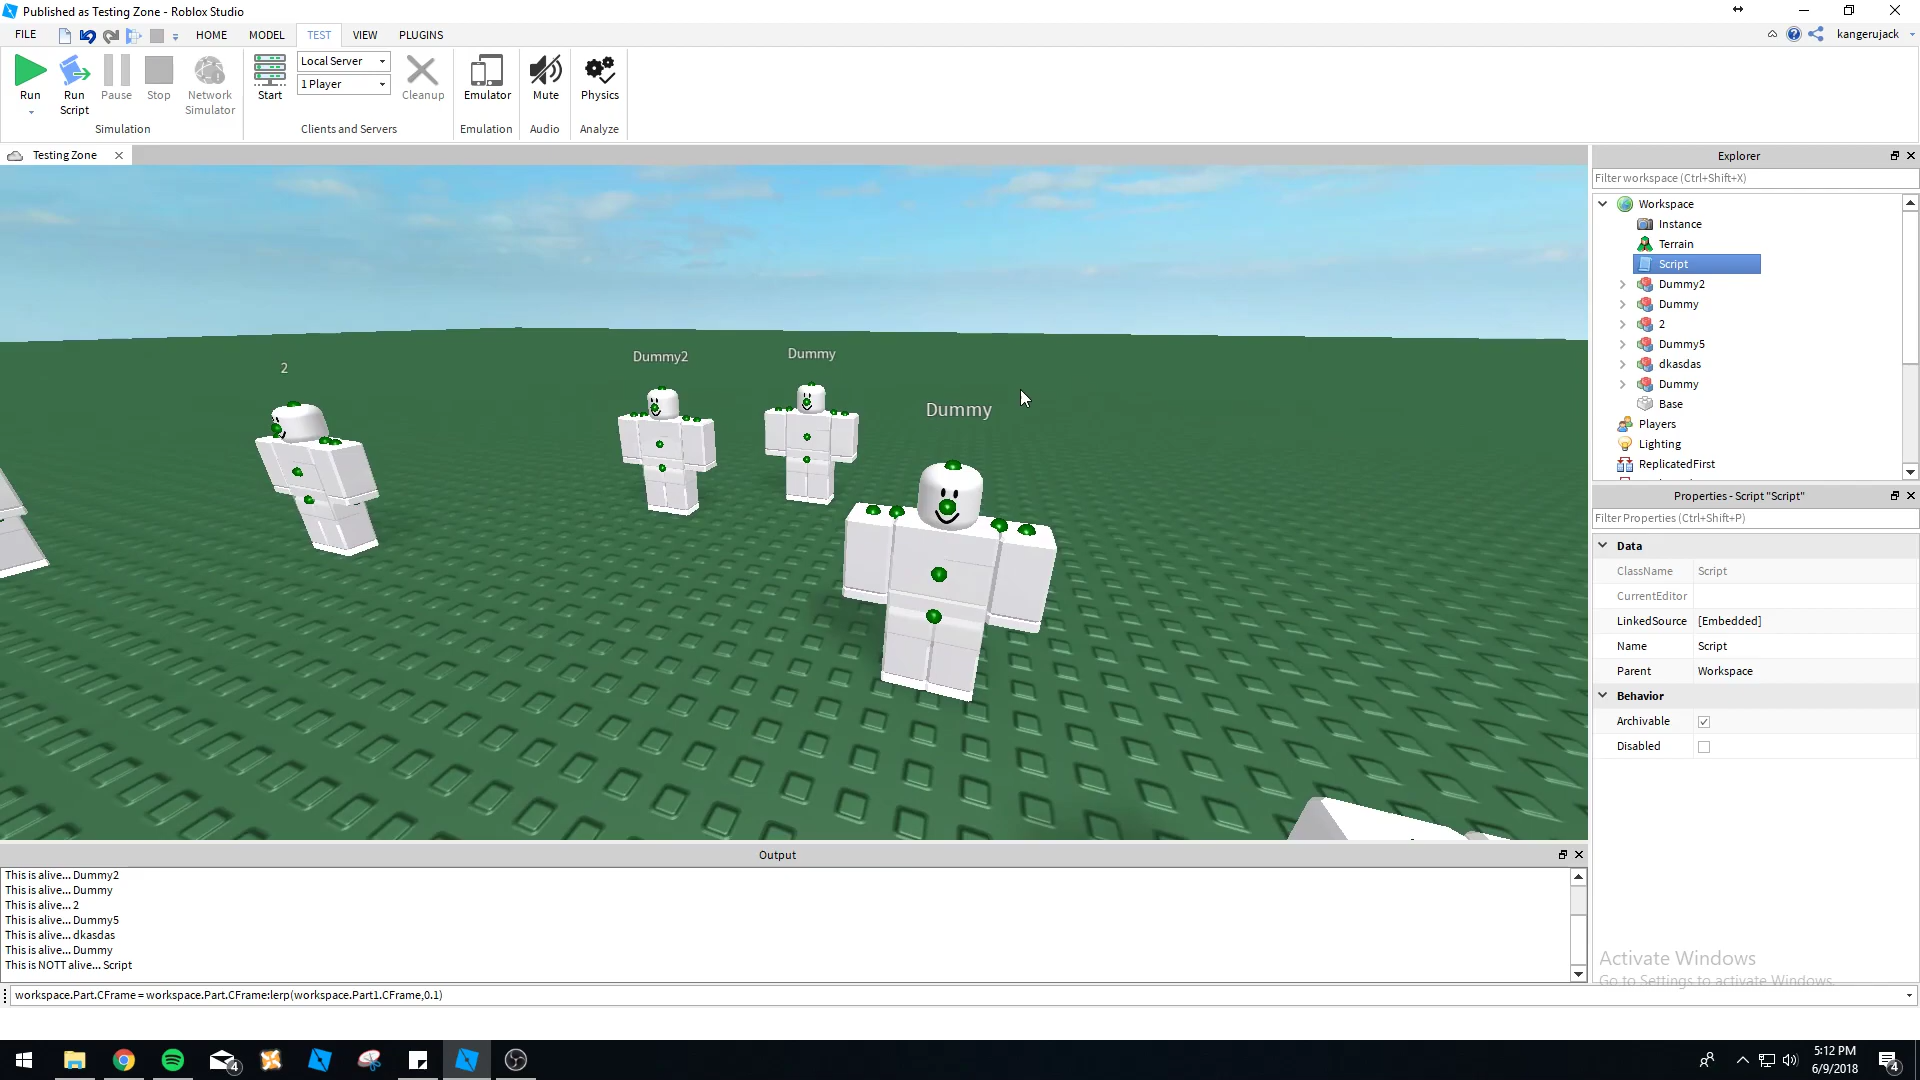 Published as Testing Zone - Roblox Studio
FILE HOME MODEL TEST VIEW PLUGINS kangerujack
Run
Run Script
Pause
Stop
Network Simulator
Simulation
Start
Local Server
1 Player
Cleanup
Clients and Servers
Emulator
Emulation
Mute
Audio
Physics
Analyze
Testing Zone
2
Dummy2
Dummy
Dummy
Explorer
Filter workspace (Ctrl+Shift+X)
Workspace
Instance
Terrain
Script
Dummy2
Dummy
2
Dummy5
dkasdas
Dummy
Base
Players
Lighting
ReplicatedFirst
Properties - Script "Script"
Filter Properties (Ctrl+Shift+P)
Data
ClassName Script
CurrentEditor
LinkedSource [Embedded]
Name Script
Parent Workspace
Behavior
Archivable
Disabled
Output
This is alive... Dummy2
This is alive... Dummy
This is alive... 2
This is alive... Dummy5
This is alive... dkasdas
This is alive... Dummy
This is NOTT alive... Script
workspace.Part.CFrame = workspace.Part.CFrame:lerp(workspace.Part1.CFrame,0.1)
Activate Windows
Go to Settings to activate Windows.
4
5:12 PM
6/9/2018
4